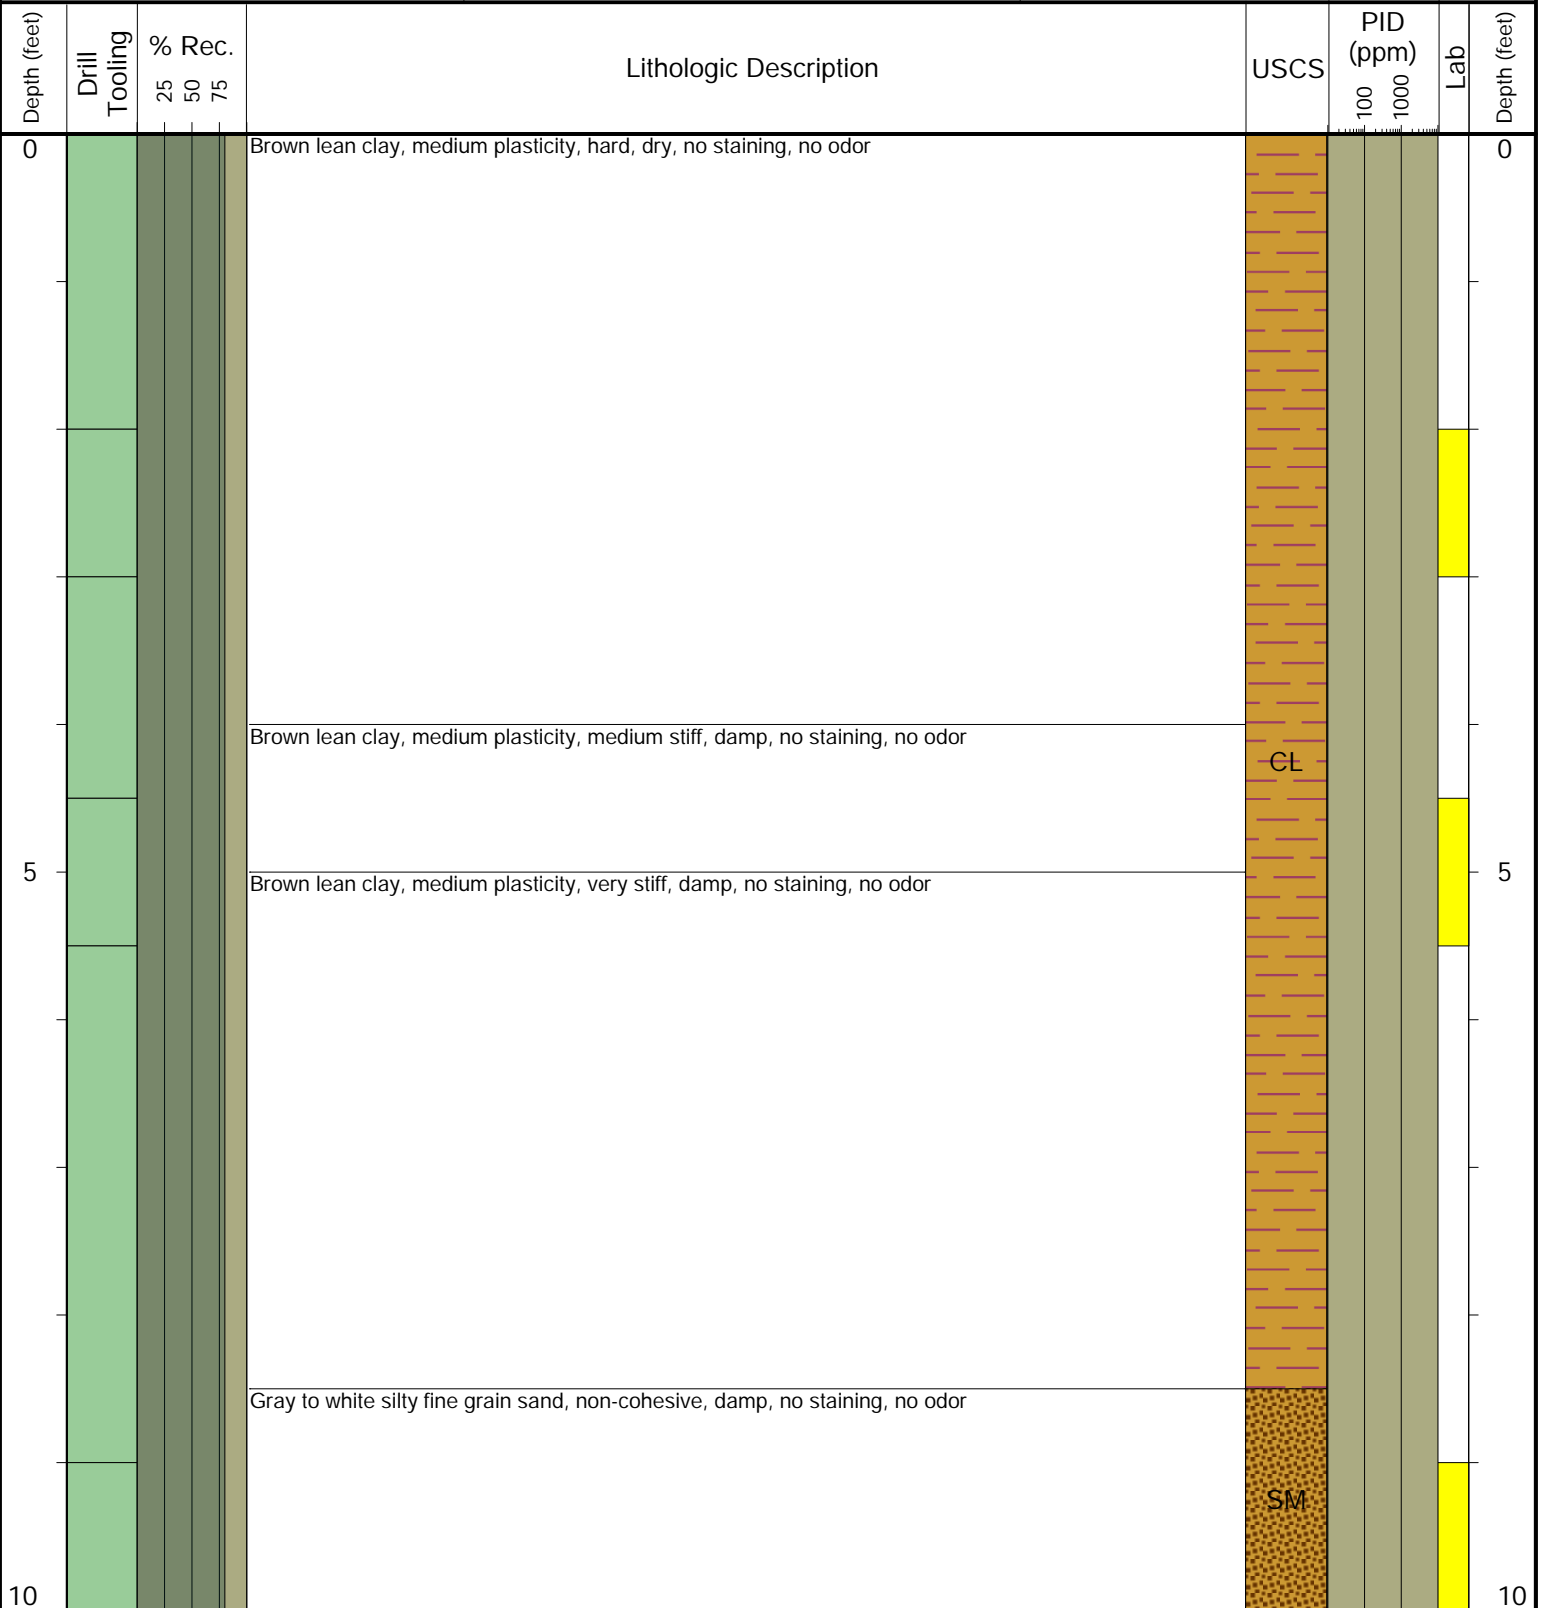 Depth (feet)
Drill
Tooling
% Rec.
25 50 75
Lithologic Description
USCS
PID
(ppm)
100 1000
Lab
Depth (feet)
0
Brown lean clay, medium plasticity, hard, dry, no staining, no odor
0
Brown lean clay, medium plasticity, medium stiff, damp, no staining, no odor
CL
5
Brown lean clay, medium plasticity, very stiff, damp, no staining, no odor
5
Gray to white silty fine grain sand, non-cohesive, damp, no staining, no odor
SM
10
10